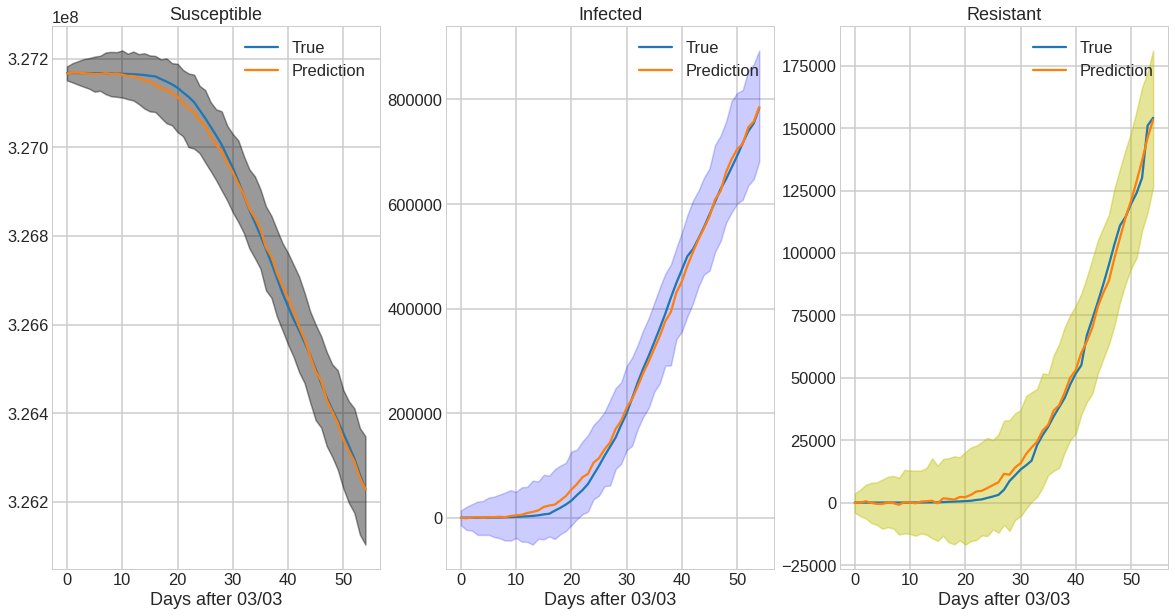 Susceptible
1e8
True
Prediction
3.272
3.270
3.268
3.266
3.264
3.262
0 10 20 30 40 50
Days after 03/03
Infected
True
Prediction
800000
600000
400000
200000
0
0 10 20 30 40 50
Days after 03/03
Resistant
True
Prediction
175000
150000
125000
100000
75000
50000
25000
0
−25000
0 10 20 30 40 50
Days after 03/03